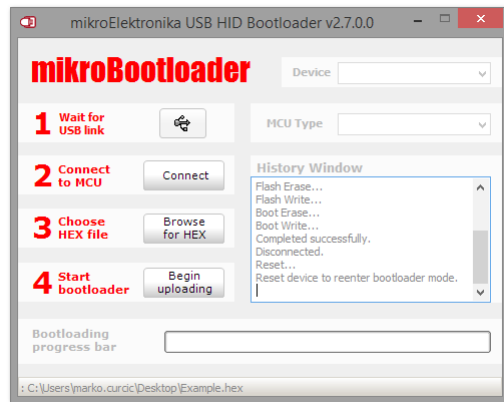 mikroElektronika USB HID Bootloader v2.7.0.0
mikroBootloader
Device
1 Wait for
USB link
MCU Type
2 Connect
to MCU
Connect
History Window
Flash Erase...
Flash Write...
Boot Erase...
Boot Write...
Completed successfully.
Disconnected.
Reset...
Reset device to reenter bootloader mode.
3 Choose
HEX file
Browse
for HEX
4 Start
bootloader
Begin
uploading
Bootloading
progress bar
: C:\Users\marko.curcic\Desktop\Example.hex